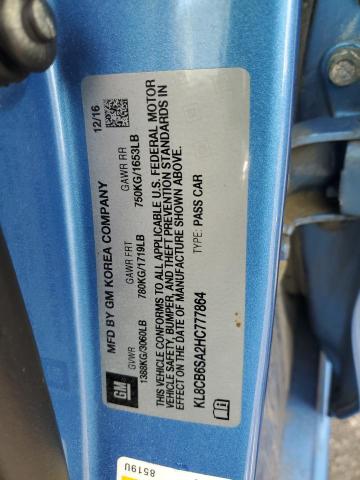 MFD BY GM KOREA COMPANY 12/16
GVWR GAWR FRT GAWR RR
1388KG/3060LB 780KG/1719LB 750KG/1653LB
THIS VEHICLE CONFORMS TO ALL APPLICABLE U.S. FEDERAL MOTOR
VEHICLE SAFETY, BUMPER, AND THEFT PREVENTION STANDARDS IN
EFFECT ON THE DATE OF MANUFACTURE SHOWN ABOVE.
TYPE: PASS CAR
KL8CB6SA2HC777864
GM
8519U